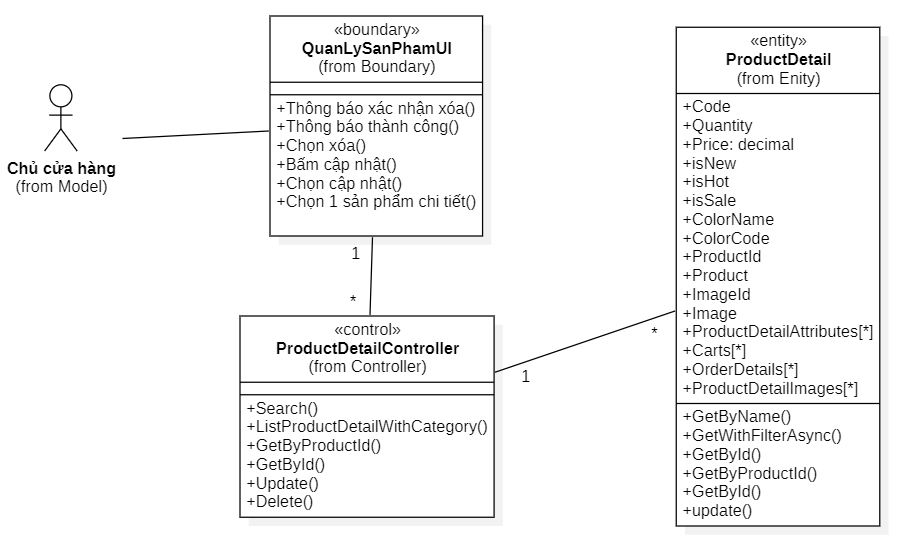 «boundary»
QuanLySanPhamUI
(from Boundary)
+Thông báo xác nhận xóa()
+Thông báo thành công()
+Chọn xóa()
+Bấm cập nhật()
+Chọn cập nhật()
+Chọn 1 sản phẩm chi tiết()
Chủ cửa hàng
(from Model)
1
*
«control»
ProductDetailController
(from Controller)
+Search()
+ListProductDetailWithCategory()
+GetByProductId()
+GetById()
+Update()
+Delete()
1
*
«entity»
ProductDetail
(from Enity)
+Code
+Quantity
+Price: decimal
+isNew
+isHot
+isSale
+ColorName
+ColorCode
+ProductId
+Product
+ImageId
+Image
+ProductDetailAttributes[*]
+Carts[*]
+OrderDetails[*]
+ProductDetailImages[*]
+GetByName()
+GetWithFilterAsync()
+GetById()
+GetByProductId()
+GetById()
+update()